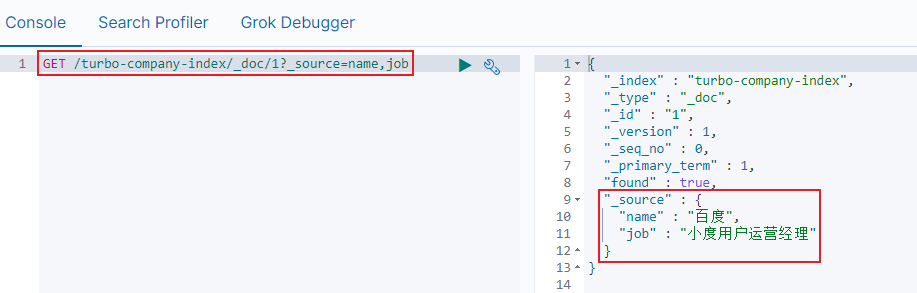 Console Search Profiler Grok Debugger
1 GET /turbo-company-index/_doc/1?_source=name,job
1 {
2 "_index" : "turbo-company-index",
3 "_type" : "_doc",
4 "_id" : "1",
5 "_version" : 1,
6 "_seq_no" : 0,
7 "_primary_term" : 1,
8 "found" : true,
9 "_source" : {
10 "name" : "百度",
11 "job" : "小度用户运营经理"
12 }
13 }
14